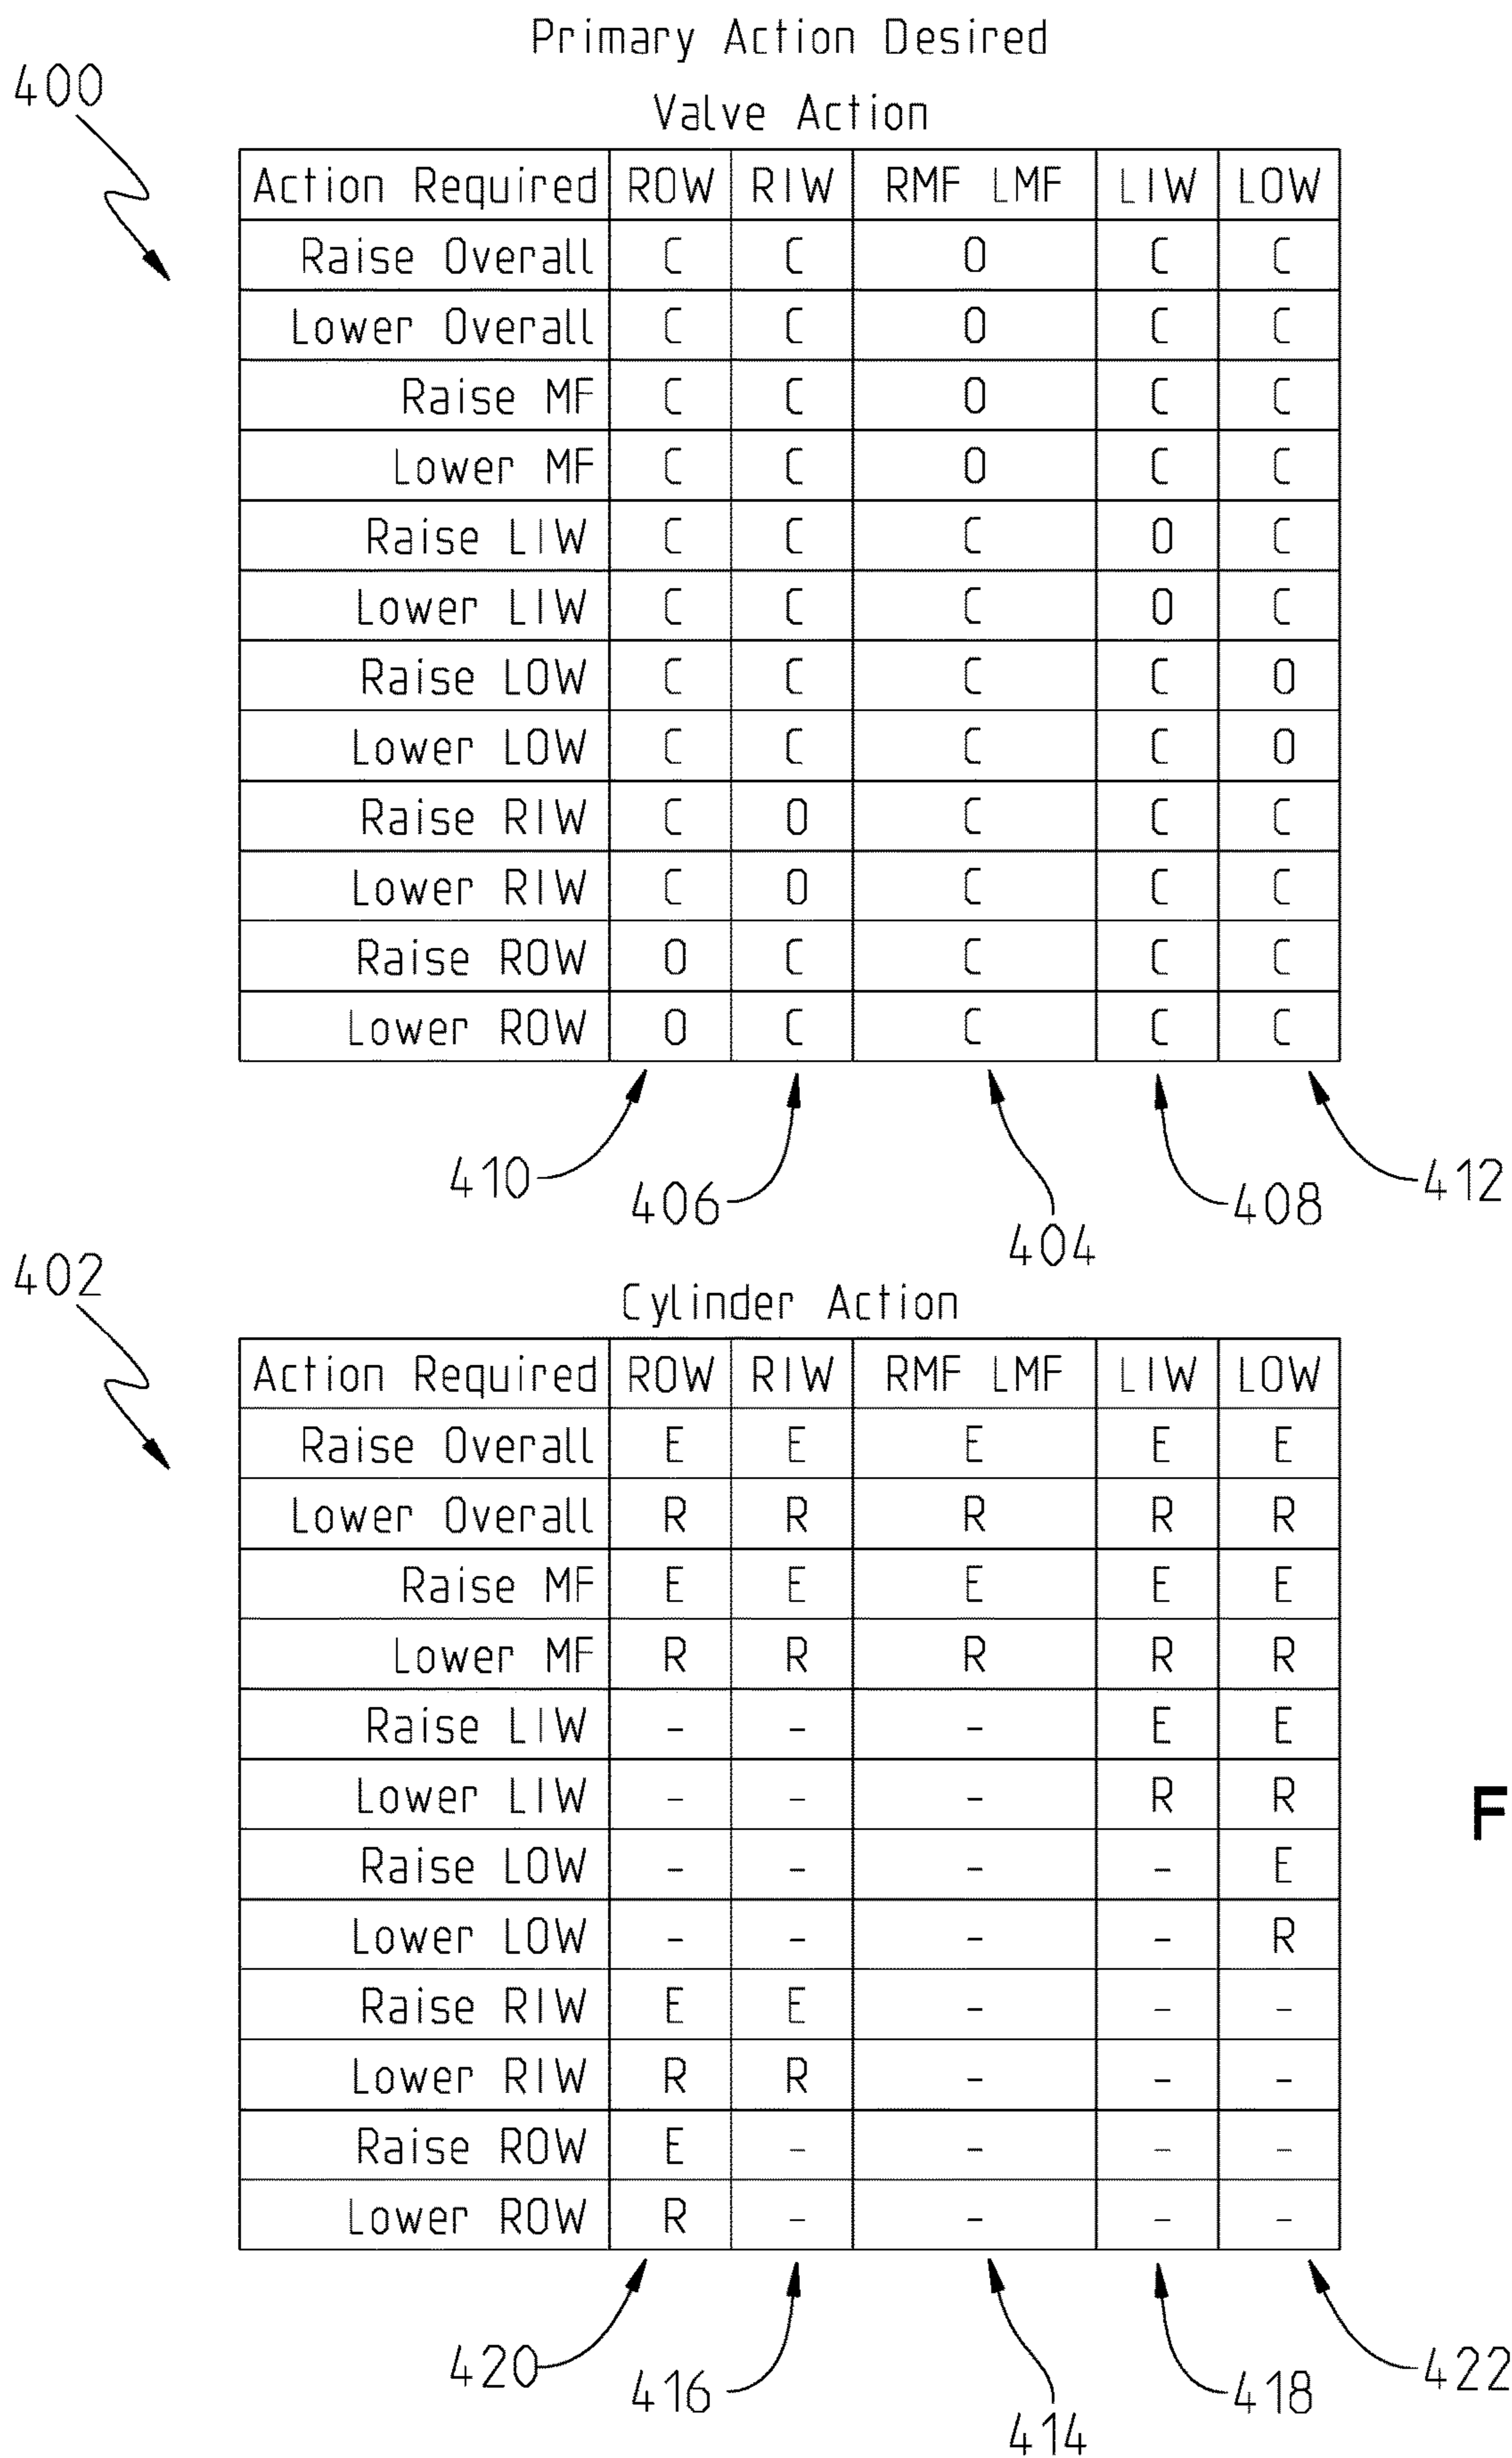 Primary Action Desired
400
Valve Action
Action Required ROW RIW RMF LMF LIW LOW
Raise Overall C C O C C
Lower Overall C C O C C
Raise MF C C O C C
Lower MF C C O C C
Raise LIW C C C O C
Lower LIW C C C O C
Raise LOW C C C C O
Lower LOW C C C C O
Raise RIW C O C C C
Lower RIW C O C C C
Raise ROW O C C C C
Lower ROW O C C C C
410 406 404 408 412
402
Cylinder Action
Action Required ROW RIW RMF LMF LIW LOW
Raise Overall E E E E E
Lower Overall R R R R R
Raise MF E E E E E
Lower MF R R R R R
Raise LIW - - - E E
Lower LIW - - - R R
F
Raise LOW - - - - E
Lower LOW - - - - R
Raise RIW E E - - -
Lower RIW R R - - -
Raise ROW E - - - -
Lower ROW R - - - -
420 416 414 418 422